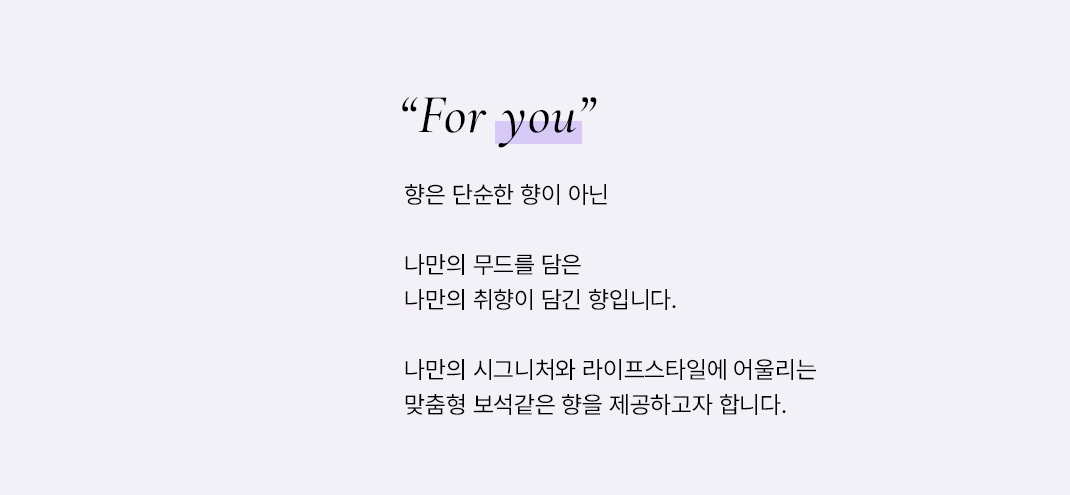 “For you”
향은 단순한 향이 아닌
나만의 무드를 담은
나만의 취향이 담긴 향입니다.
나만의 시그니처와 라이프스타일에 어울리는
맞춤형 보석같은 향을 제공하고자 합니다.